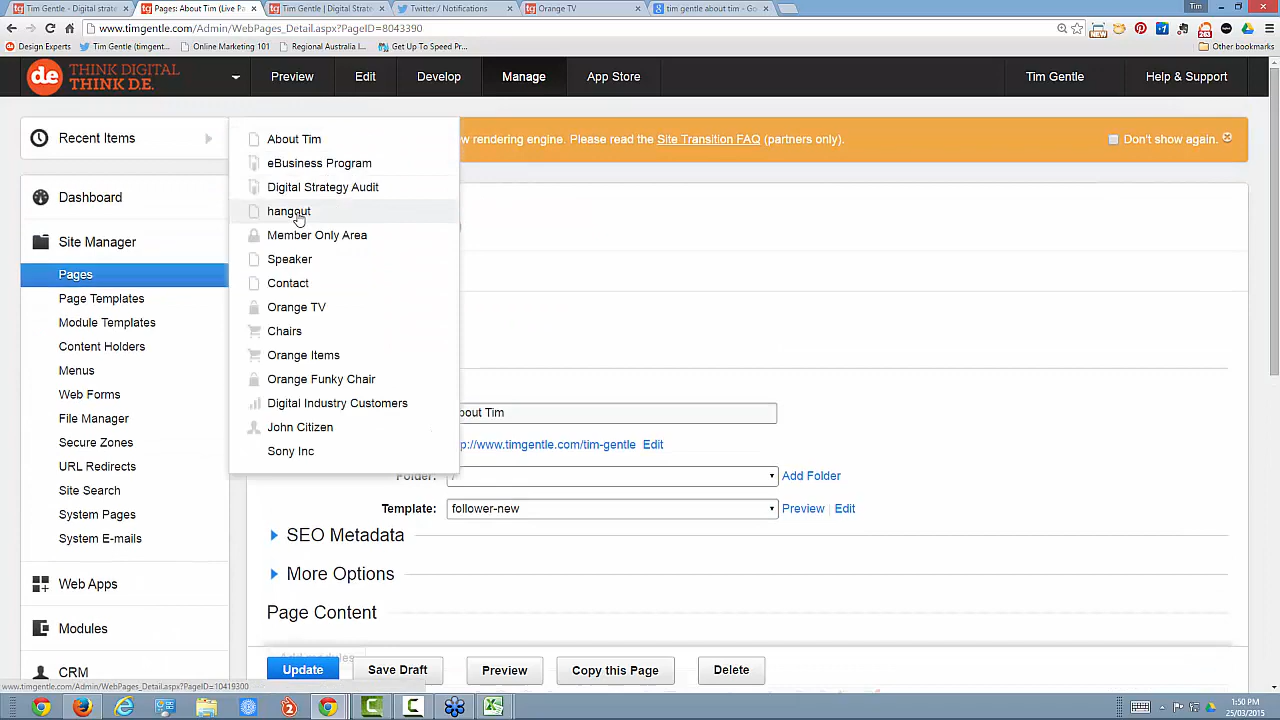 Tim Gentle - digital strate
Pages: About Tim (Live Pa
Tim Gentle | Digital Strate
Twitter / Notifications
Orange TV
tim gentle about tim - Go
Tim
www.timgentle.com/Admin/WebPages_Detail.aspx?PageID=8043390
Design Experts
Tim Gentle (timgent...
Online Marketing 101
Regional Australia I...
Get Up To Speed Pr...
Other bookmarks
de
THINK DIGITAL
THINK D.E.
Preview
Edit
Develop
Manage
App Store
Tim Gentle
Help & Support
Recent Items
w rendering engine. Please read the Site Transition FAQ (partners only).
Don't show again.
About Tim
eBusiness Program
Digital Strategy Audit
hangout
Member Only Area
Speaker
Contact
Orange TV
Chairs
Orange Items
Orange Funky Chair
Digital Industry Customers
John Citizen
Sony Inc
Dashboard
Site Manager
Pages
Page Templates
Module Templates
Content Holders
Menus
Web Forms
File Manager
Secure Zones
URL Redirects
Site Search
System Pages
System E-mails
Web Apps
Modules
CRM
bout Tim
p://www.timgentle.com/tim-gentle Edit
Folder: / Add Folder
Template: follower-new Preview | Edit
SEO Metadata
More Options
Page Content
Update
Save Draft
Preview
Copy this Page
Delete
www.timgentle.com/Admin/WebPages_Detail.aspx?PageID=10419300
1:50 PM
25/03/2015